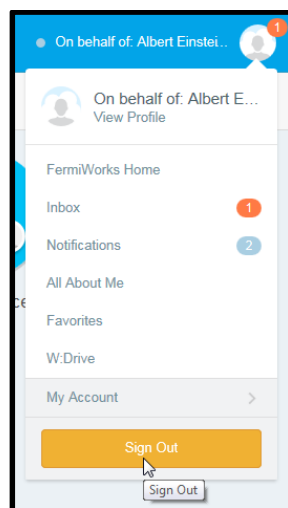 On behalf of: Albert Einstei..
1
On behalf of: Albert E...
View Profile
FermiWorks Home
Inbox
1
Notifications
2
All About Me
Favorites
W:Drive
My Account
Sign Out
Sign Out